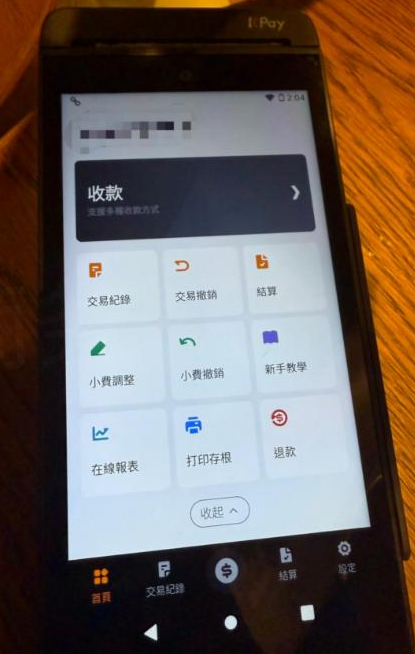 KPay
2:04
收款
支援多種收款方式
交易紀錄
交易撤銷
結算
小費調整
小費撤銷
新手教學
在線報表
打印存根
退款
收起
首頁
交易紀錄
結算
設定